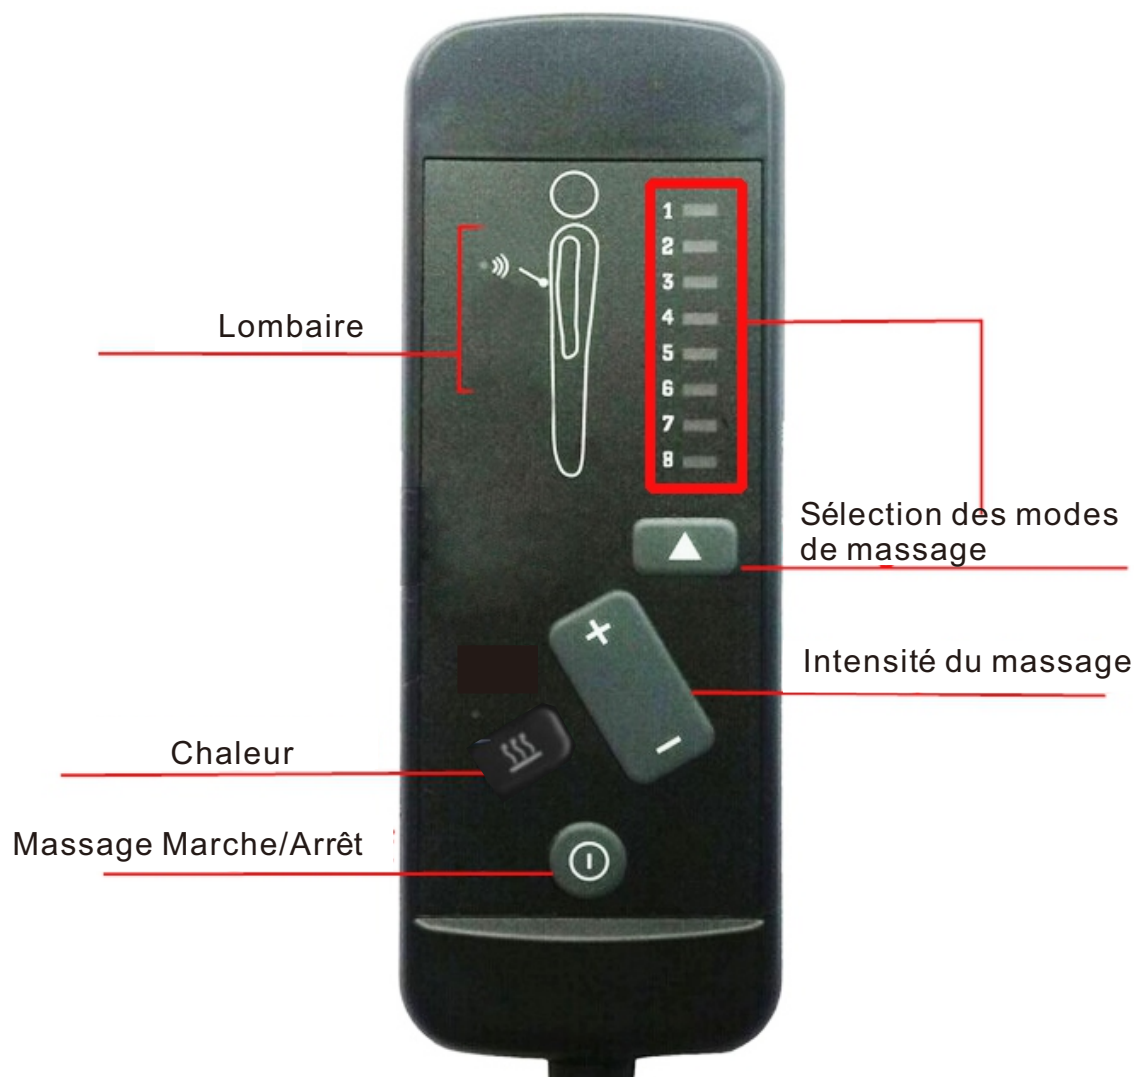 1
2
3
4
5
6
7
8
Lombaire
Sélection des modes
de massage
+
Intensité du massage
−
Chaleur
Massage Marche/Arrêt